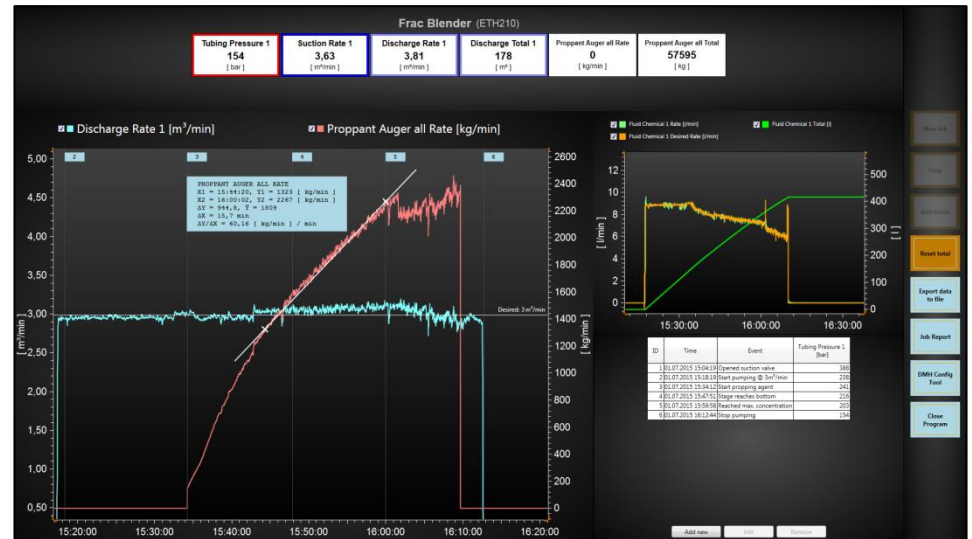 Frac Blender (ETH210)
Tubing Pressure 1
154
[ bar ]
Suction Rate 1
3,63
[ m³/min ]
Discharge Rate 1
3,81
[ m³/min ]
Discharge Total 1
178
[ m³ ]
Proppant Auger all Rate
0
[ kg/min ]
Proppant Auger all Total
57595
[ kg ]
Discharge Rate 1 [m³/min]
Proppant Auger all Rate [kg/min]
2
3
4
5
6
PROPPANT AUGER ALL RATE
X1 = 15:44:20, Y1 = 1323 [ kg/min ]
X2 = 16:00:02, Y2 = 2267 [ kg/min ]
ΔY = 944,8, Ȳ = 1809
ΔX = 15,7 min
ΔY/ΔX = 60,16 [ kg/min ] / min
5,00
4,50
4,00
3,50
3,00
2,50
2,00
1,50
1,00
0,50
[ m³/min ]
2600
2400
2200
2000
1800
1600
1400
1200
1000
800
600
400
200
0
[ kg/min ]
Desired: 3 m³/min
15:20:00
15:30:00
15:40:00
15:50:00
16:00:00
16:10:00
16:20:00
Fluid Chemical 1 Rate [l/min]
Fluid Chemical 1 Total [l]
Fluid Chemical 1 Desired Rate [l/min]
12
10
8
6
4
2
0
[ l/min ]
500
400
300
200
100
0
[ l ]
15:30:00
16:00:00
16:30:00
ID Time Event Tubing Pressure 1 [bar]
1 01.07.2015 15:04:19 Opened suction valve 388
2 01.07.2015 15:18:19 Start pumping @ 3m³/min 238
3 01.07.2015 15:34:12 Start propping agent 241
4 01.07.2015 15:47:51 Stage reaches bottom 216
5 01.07.2015 15:59:58 Reached max. concentration 203
6 01.07.2015 16:12:44 Stop pumping 154
Add new
Edit
Remove
New Job
Stop
Add event
Reset total
Export data
to file
Job Report
DMH Config
Tool
Close
Program